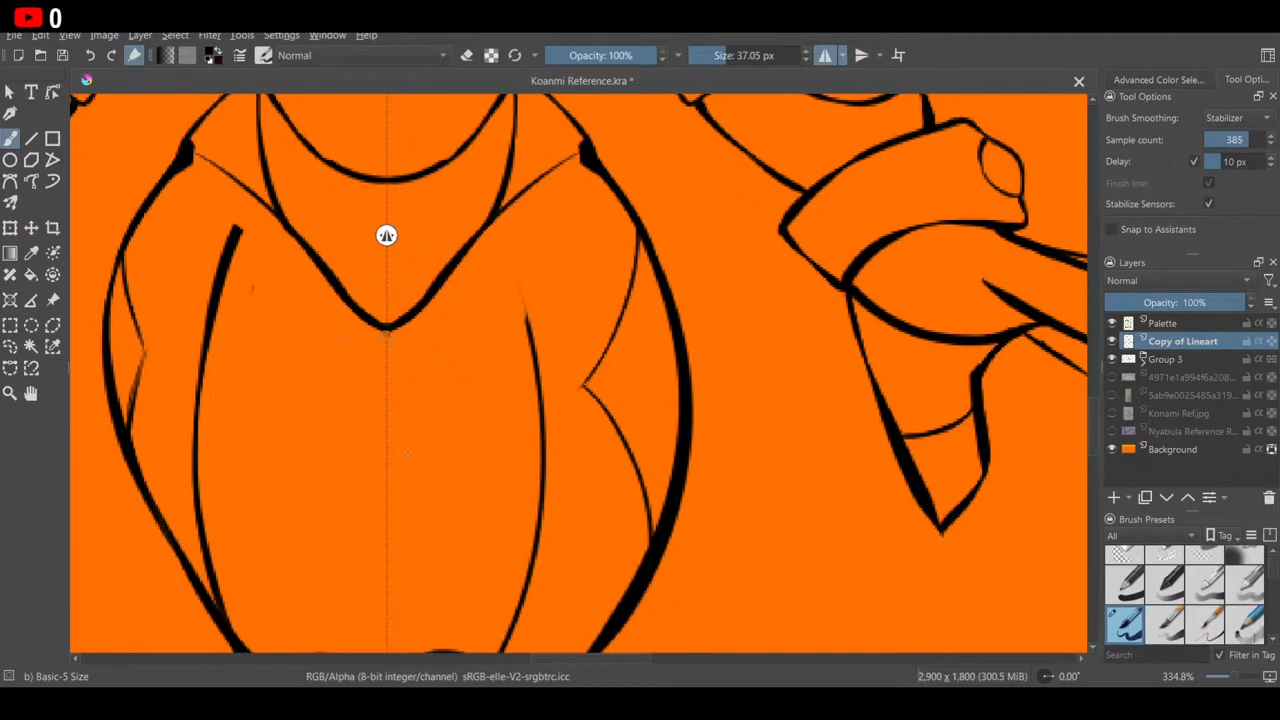 0
File Edit View Image Layer Select Filter Tools Settings Window Help
Normal Opacity: 100% Size: 37.05 px
Koanmi Reference.kra *
Advanced Color Sele... Tool Opti...
Tool Options
Brush Smoothing: Stabilizer
Sample count: 385
Delay: 10 px
Finish line:
Stabilize Sensors:
Snap to Assistants
Layers
Normal
Opacity: 100%
Palette
Copy of Lineart
Group 3
4971e1a994f6a208...
5ab9e0025485a319...
Konami Ref.jpg
Nyabula Reference R...
Background
Brush Presets
All Tag
Search Filter in Tag
b) Basic-5 Size RGB/Alpha (8-bit integer/channel) sRGB-elle-V2-srgbtrc.icc 2,900 x 1,800 (300.5 MiB) 0.00° 334.8%